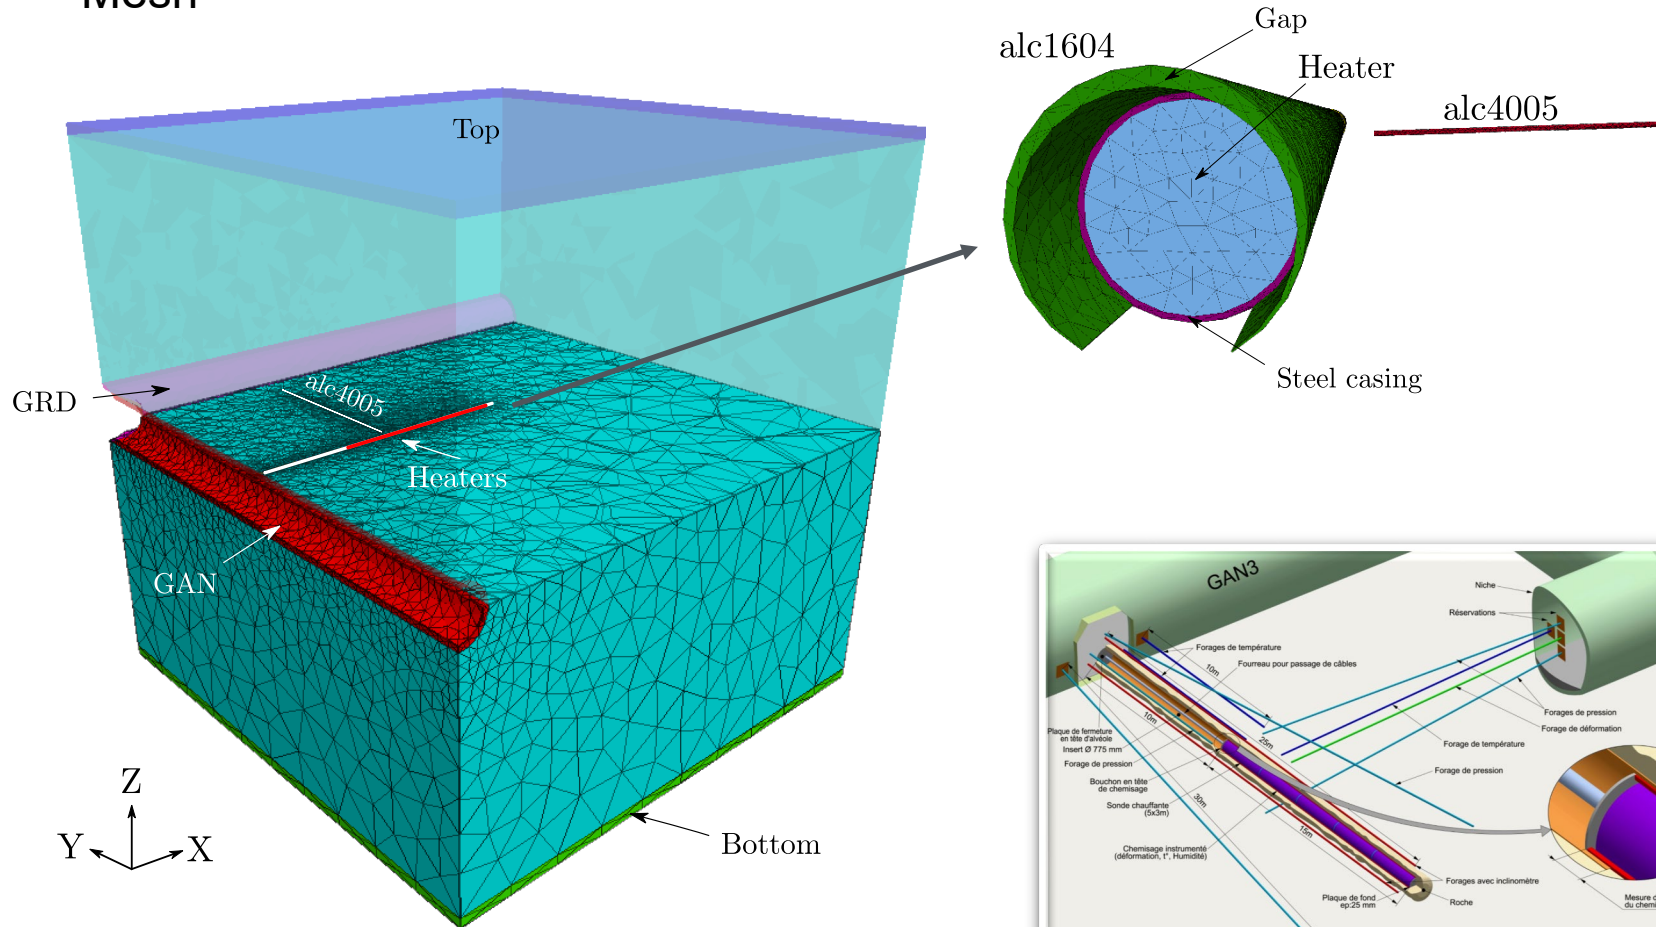 Mesh
Top
GRD
alc4005
Heaters
GAN
Bottom
Z
Y
X
alc1604
Gap
Heater
alc4005
Steel casing
GAN3
Niche
Réservations
Forages de température
Fourreau pour passage de câbles
10m
10m
25m
30m
15m
Plaque de fermeture
en tête d'alvéole
Insert Ø 775 mm
Forage de pression
Bouchon en tête
de chemisage
Sonde chauffante
(5x3m)
Chemisage instrumenté
(déformation, t°, Humidité)
Plaque de fond
ep:25 mm
Forages de pression
Forage de déformation
Forage de température
Forage de pression
Forages avec inclinomètre
Roche
Mesure
du chemi